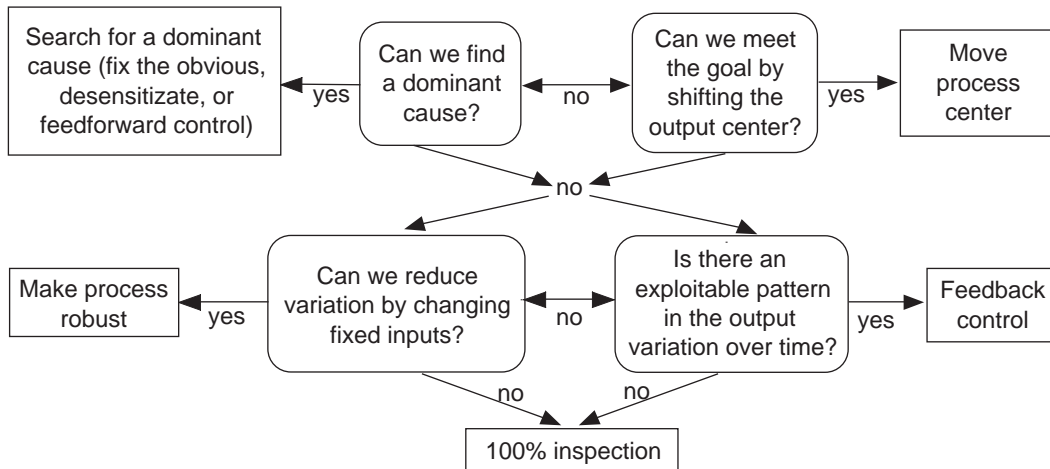 Search for a dominant
cause (fix the obvious,
desensitizate, or
feedforward control)
yes
Can we find
a dominant
cause?
no
Can we meet
the goal by
shifting the
output center?
yes
Move
process
center
no
Make process
robust
yes
Can we reduce
variation by changing
fixed inputs?
no
Is there an
exploitable pattern
in the output
variation over time?
yes
Feedback
control
no
no
100% inspection